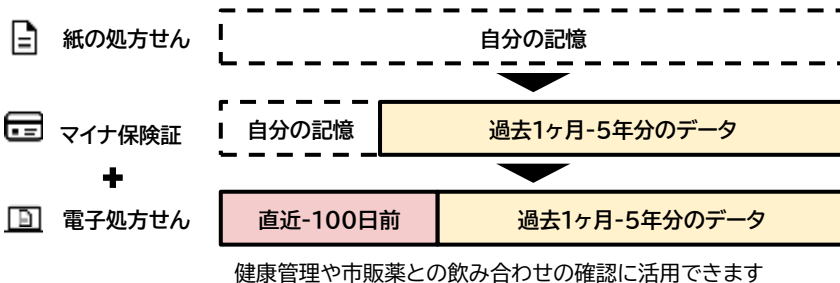 紙の処方せん
自分の記憶
マイナ保険証
自分の記憶
過去1ヶ月-5年分のデータ
+
電子処方せん
直近-100日前
過去1ヶ月-5年分のデータ
健康管理や市販薬との飲み合わせの確認に活用できます